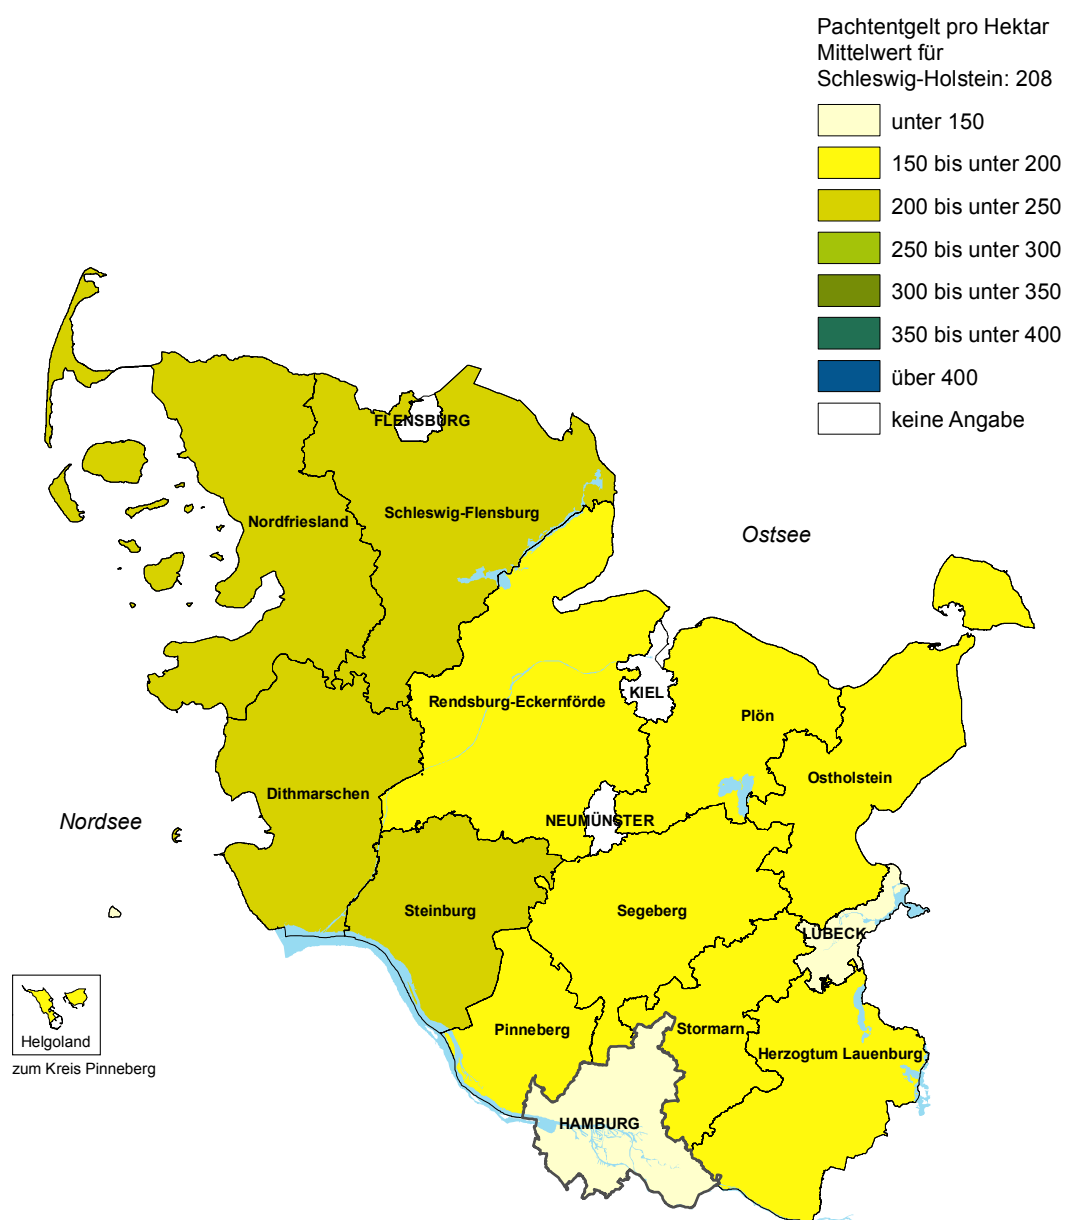 Pachtentgelt pro Hektar
Mittelwert für
Schleswig-Holstein: 208
unter 150
150 bis unter 200
200 bis unter 250
250 bis unter 300
300 bis unter 350
350 bis unter 400
über 400
keine Angabe
FLENSBURG
Schleswig-Flensburg
Nordfriesland
Ostsee
KIEL
Rendsburg-Eckernförde
Plön
Ostholstein
Dithmarschen
Nordsee
NEUMÜNSTER
Steinburg
Segeberg
LÜBECK
Pinneberg
Stormarn
Helgoland
zum Kreis Pinneberg
Herzogtum Lauenburg
HAMBURG